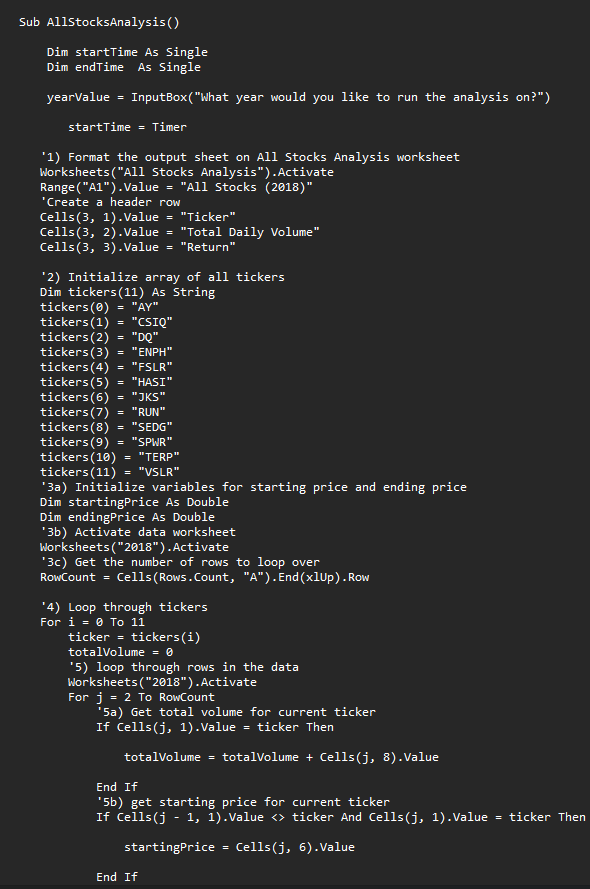 Sub AllStocksAnalysis()
Dim startTime As Single
Dim endTime  As Single
yearValue = InputBox("What year would you like to run the analysis on?")
startTime = Timer
'1) Format the output sheet on All Stocks Analysis worksheet
Worksheets("All Stocks Analysis").Activate
Range("A1").Value = "All Stocks (2018)"
'Create a header row
Cells(3, 1).Value = "Ticker"
Cells(3, 2).Value = "Total Daily Volume"
Cells(3, 3).Value = "Return"
'2) Initialize array of all tickers
Dim tickers(11) As String
tickers(0) = "AY"
tickers(1) = "CSIQ"
tickers(2) = "DQ"
tickers(3) = "ENPH"
tickers(4) = "FSLR"
tickers(5) = "HASI"
tickers(6) = "JKS"
tickers(7) = "RUN"
tickers(8) = "SEDG"
tickers(9) = "SPWR"
tickers(10) = "TERP"
tickers(11) = "VSLR"
'3a) Initialize variables for starting price and ending price
Dim startingPrice As Double
Dim endingPrice As Double
'3b) Activate data worksheet
Worksheets("2018").Activate
'3c) Get the number of rows to loop over
RowCount = Cells(Rows.Count, "A").End(xlUp).Row
'4) Loop through tickers
For i = 0 To 11
ticker = tickers(i)
totalVolume = 0
'5) loop through rows in the data
Worksheets("2018").Activate
For j = 2 To RowCount
'5a) Get total volume for current ticker
If Cells(j, 1).Value = ticker Then
totalVolume = totalVolume + Cells(j, 8).Value
End If
'5b) get starting price for current ticker
If Cells(j - 1, 1).Value <> ticker And Cells(j, 1).Value = ticker Then
startingPrice = Cells(j, 6).Value
End If